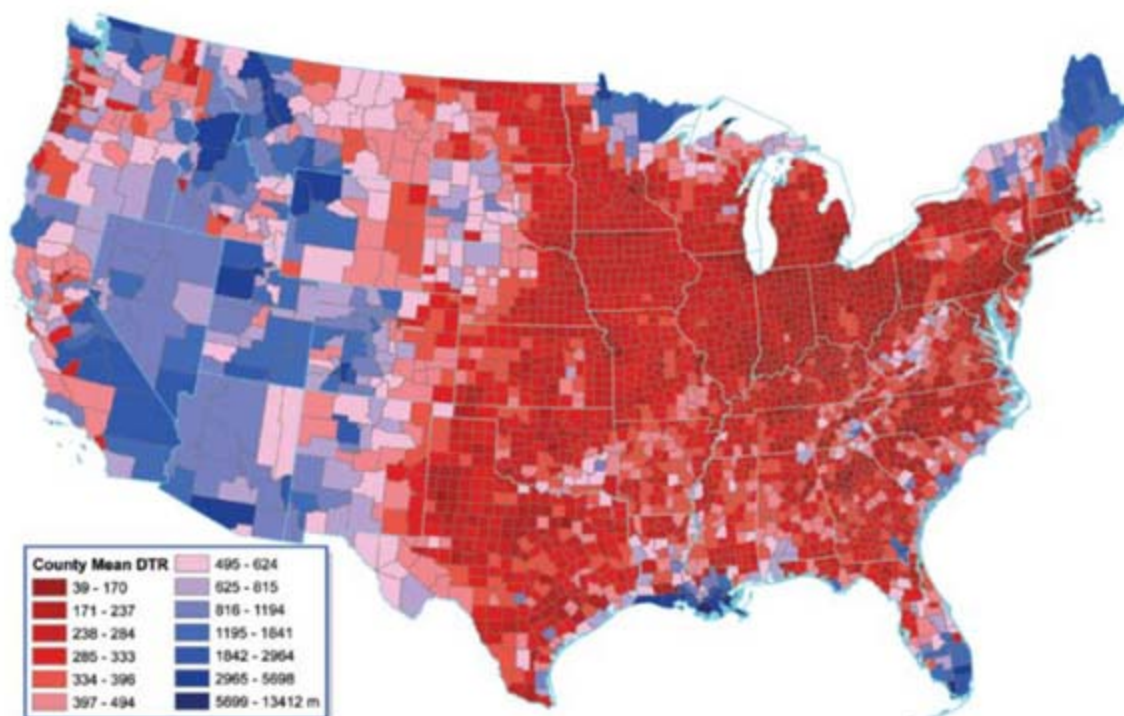 County Mean DTR
39 - 170
171 - 237
238 - 284
285 - 333
334 - 396
397 - 494
495 - 624
625 - 815
816 - 1194
1195 - 1841
1842 - 2964
2965 - 5698
5699 - 13412 m